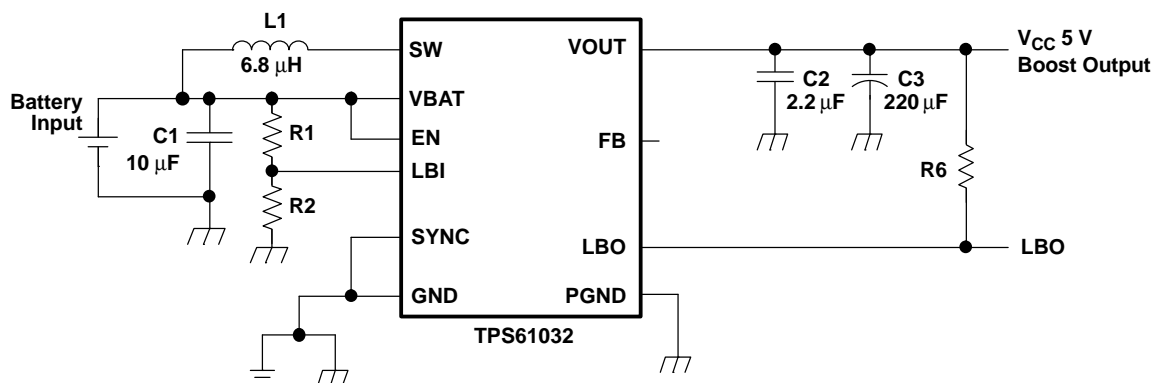 L1
6.8 μH
SW
VOUT
V_CC 5 V
Boost Output
Battery
Input
C1
10 μF
R1
R2
VBAT
EN
LBI
SYNC
GND
C2
2.2 μF
C3
220 μF
FB
R6
LBO
LBO
PGND
TPS61032